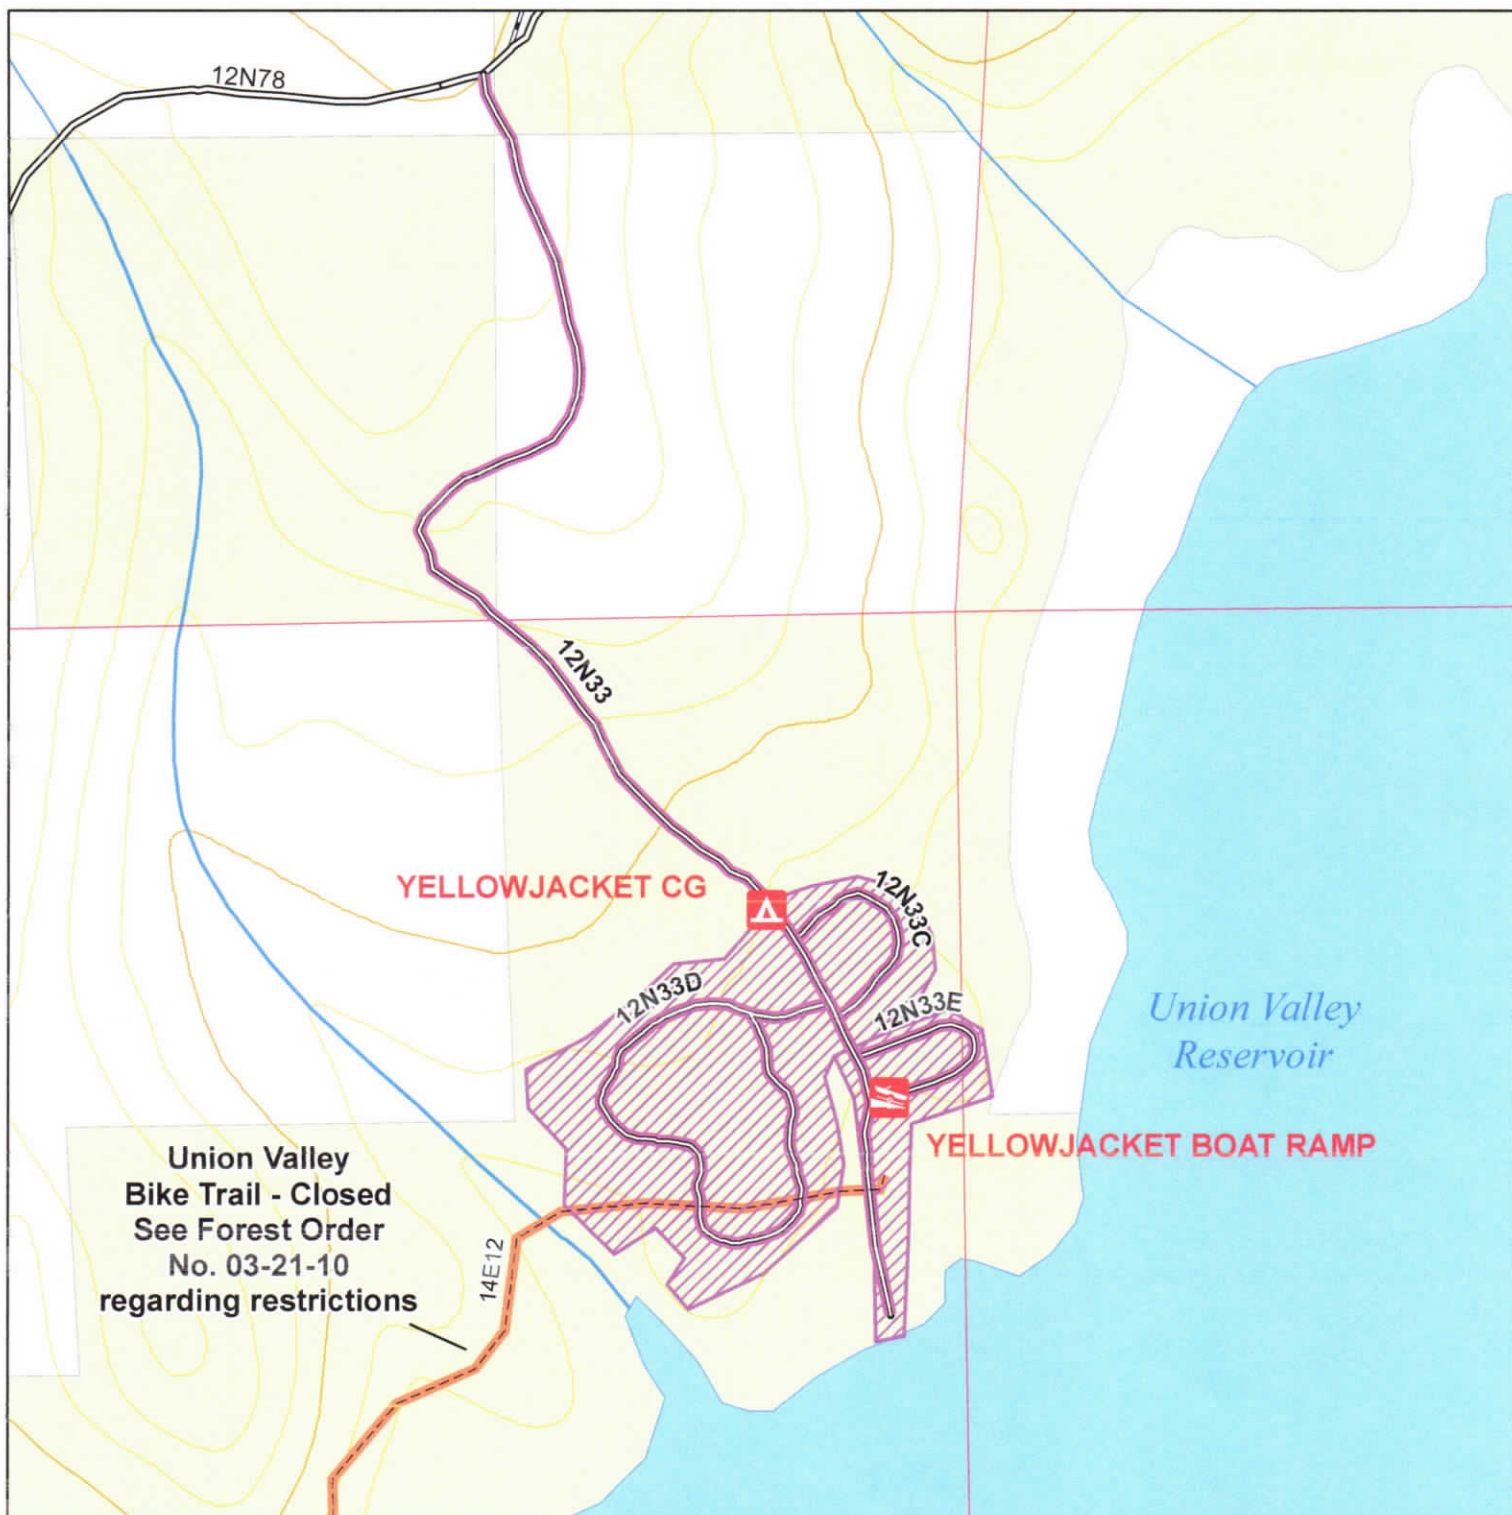 12N78
12N33
YELLOWJACKET CG
12N33C
12N33D
12N33E
Union Valley
Reservoir
YELLOWJACKET BOAT RAMP
Union Valley
Bike Trail - Closed
See Forest Order
No. 03-21-10
regarding restrictions
14E12